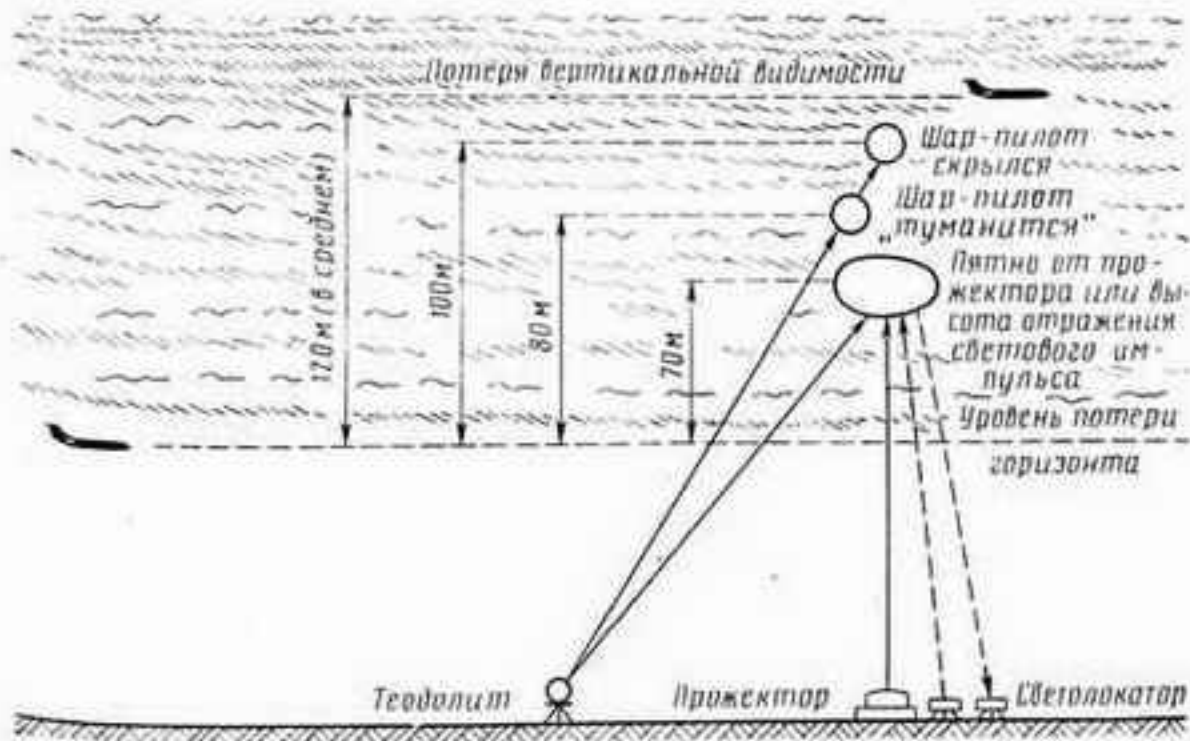 Потеря вертикальной видимости
Шар-пилот
скрылся
Шар-пилот
„туманится“
Пятно от про-
жектора или вы-
сота отражения
светового им-
пульса
Уровень потери
горизонта
120м (в среднем)
100м
80м
70м
Теодолит
Прожектор
Светолокатор